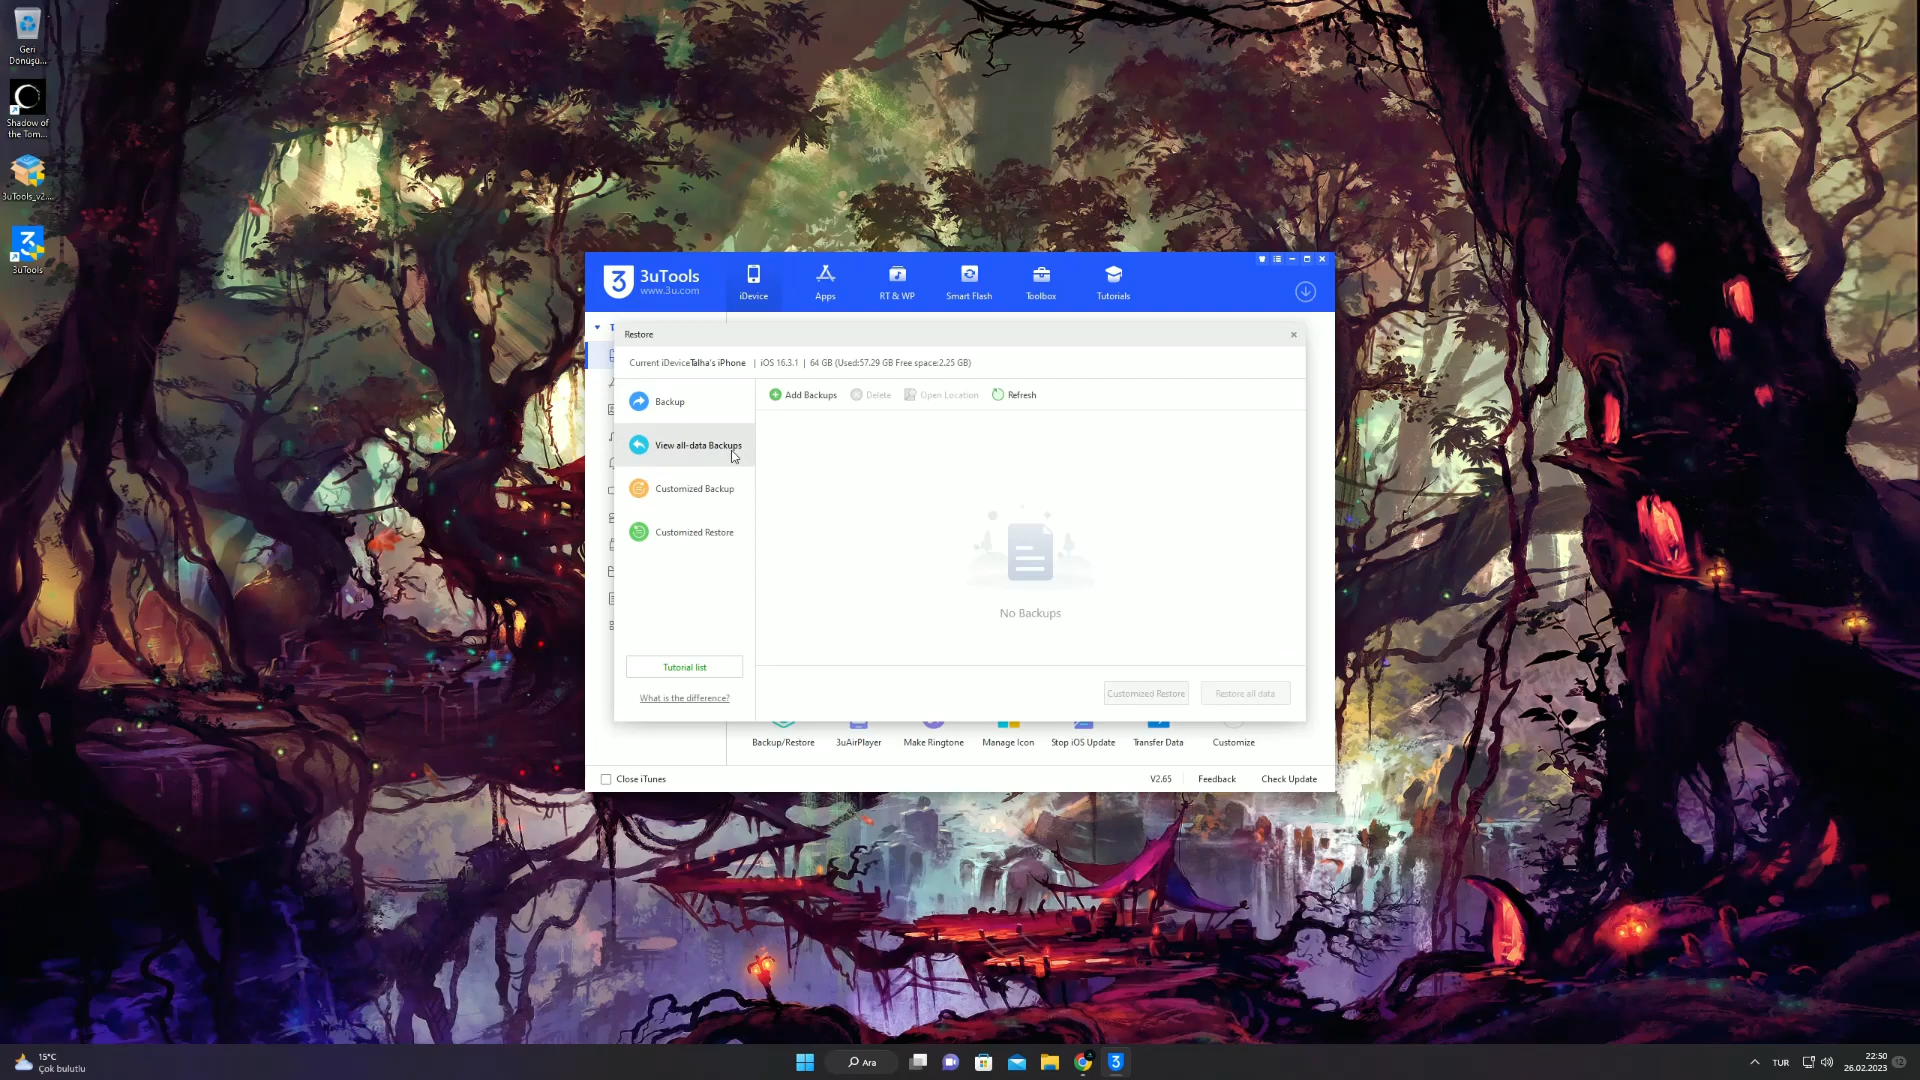 Geri
Dönüşü...
Shadow of
the Tom...
3uTools_v2....
3uTools
3uTools
www.3u.com
iDevice
Apps
RT & WP
Smart Flash
Toolbox
Tutorials
Restore
Current iDeviceTalha's iPhone | iOS 16.3.1 | 64 GB (Used:57.29 GB Free space:2.25 GB)
Backup
View all-data Backups
Customized Backup
Customized Restore
Tutorial list
What is the difference?
Add Backups
Delete
Open Location
Refresh
No Backups
Customized Restore
Restore all data
Backup/Restore
3uAirPlayer
Make Ringtone
Manage Icon
Stop iOS Update
Transfer Data
Customize
Close iTunes
V2.65
Feedback
Check Update
15°C
Çok bulutlu
Ara
TUR
22:50
26.02.2023
12